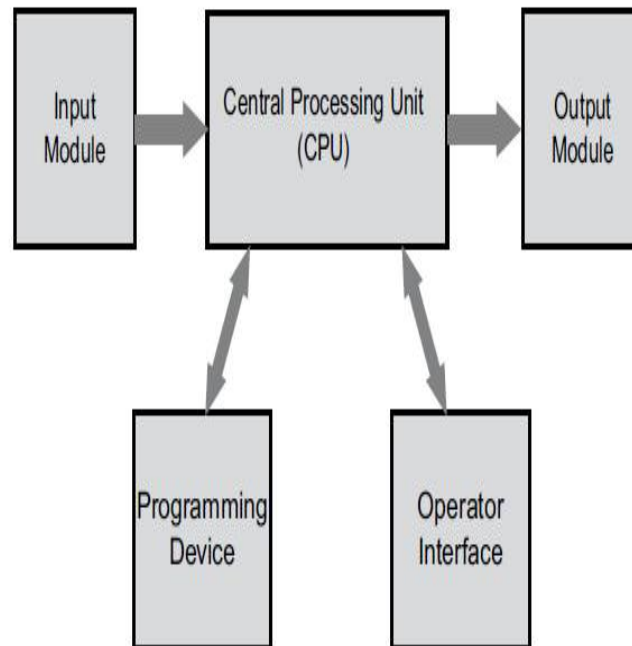 Input
Module
Central Processing Unit
(CPU)
Output
Module
Programming
Device
Operator
Interface